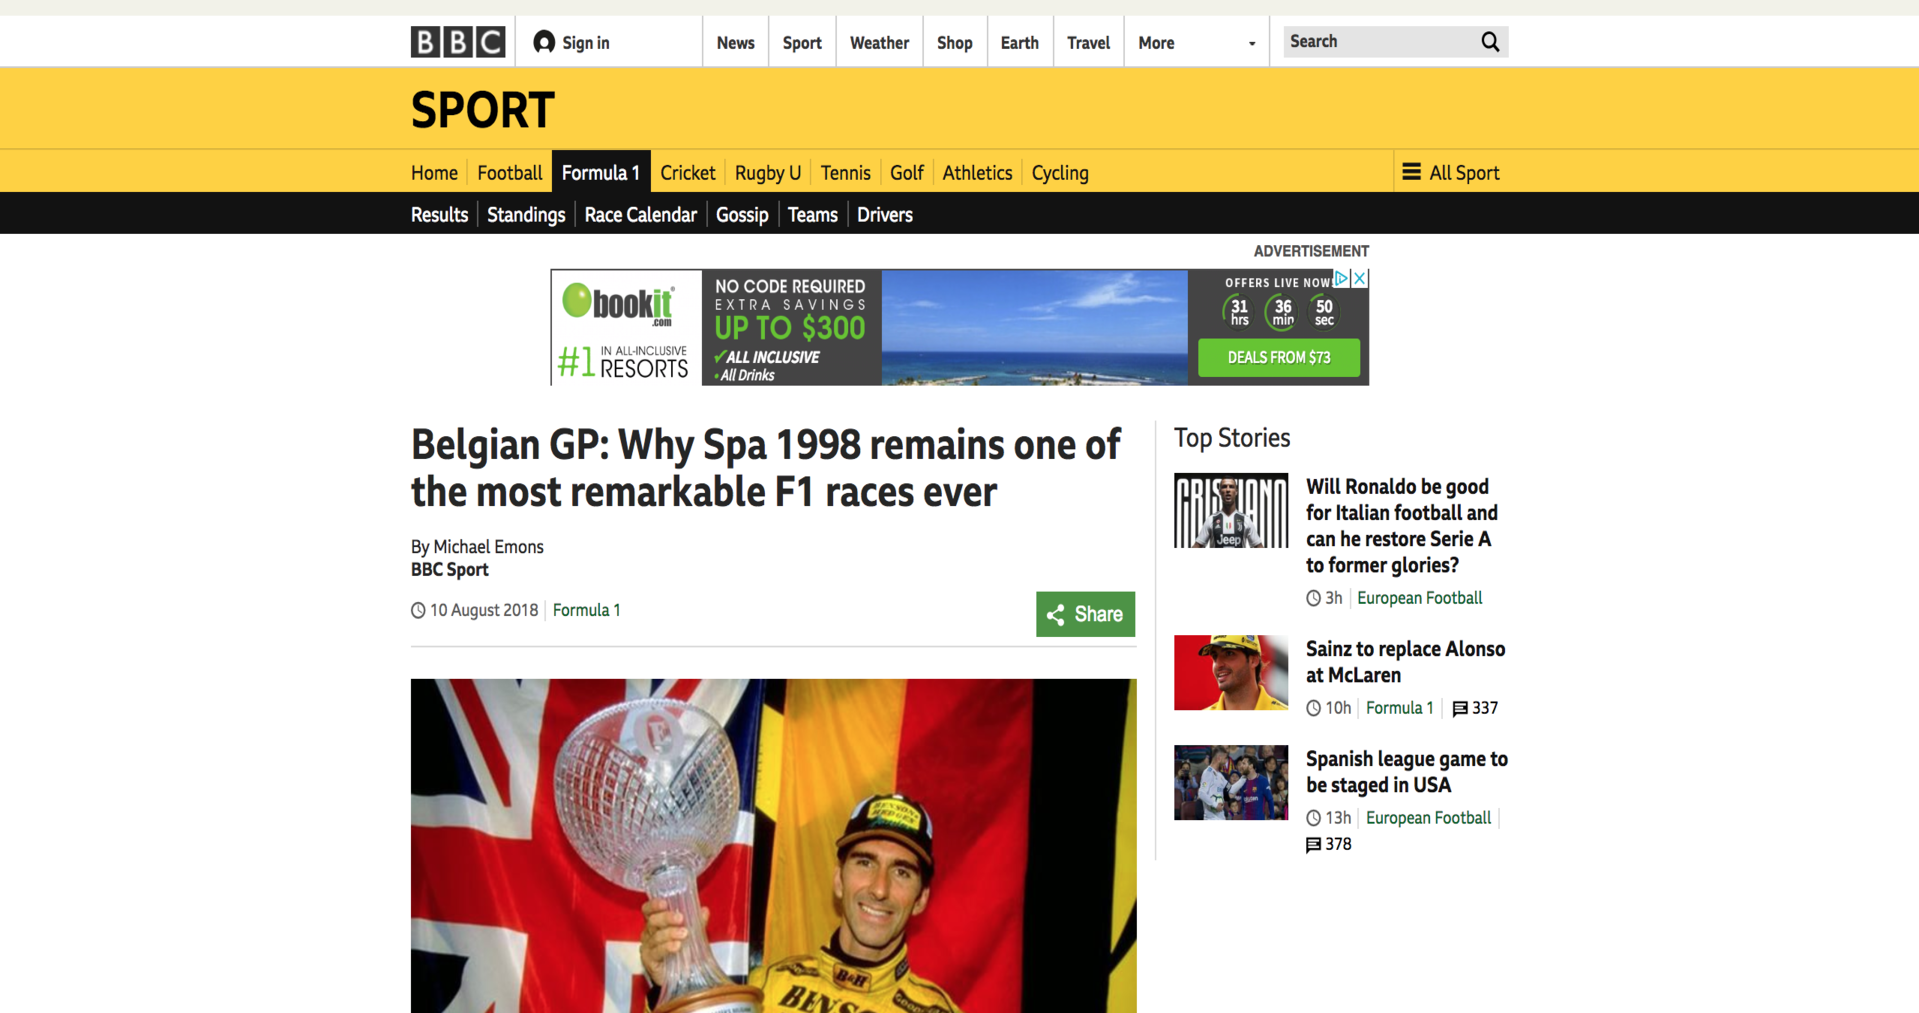 BBC
Sign in
News
Sport
Weather
Shop
Earth
Travel
More
Search
SPORT
Home
Football
Formula 1
Cricket
Rugby U
Tennis
Golf
Athletics
Cycling
All Sport
Results
Standings
Race Calendar
Gossip
Teams
Drivers
ADVERTISEMENT
bookit
.com
#1 IN ALL-INCLUSIVE
RESORTS
NO CODE REQUIRED
EXTRA SAVINGS
UP TO $300
✓ALL INCLUSIVE
• All Drinks
OFFERS LIVE NOW
31 hrs
36 min
50 sec
DEALS FROM $73
Belgian GP: Why Spa 1998 remains one of
the most remarkable F1 races ever
By Michael Emons
BBC Sport
10 August 2018
Formula 1
Share
BENSON
B&H
BENS
Top Stories
CRISTIANO
Jeep
Will Ronaldo be good
for Italian football and
can he restore Serie A
to former glories?
3h
European Football
Sainz to replace Alonso
at McLaren
10h
Formula 1
337
Spanish league game to
be staged in USA
13h
European Football
378